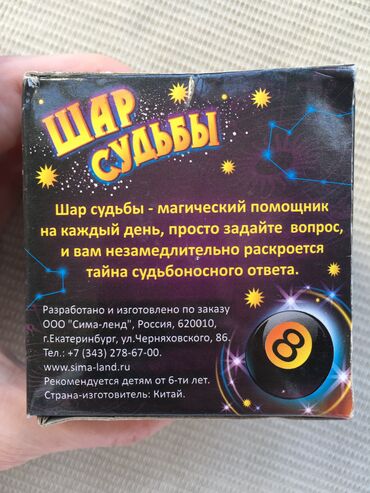 ШАР
СУДЬБЫ
Шар судьбы - магический помощник
на каждый день, просто задайте вопрос,
и вам незамедлительно раскроется
тайна судьбоносного ответа.
Разработано и изготовлено по заказу
ООО "Сима-ленд", Россия, 620010,
г.Екатеринбург, ул.Черняховского, 86.
Тел.: +7 (343) 278-67-00.
www.sima-land.ru
Рекомендуется детям от 6-ти лет.
Страна-изготовитель: Китай.
8